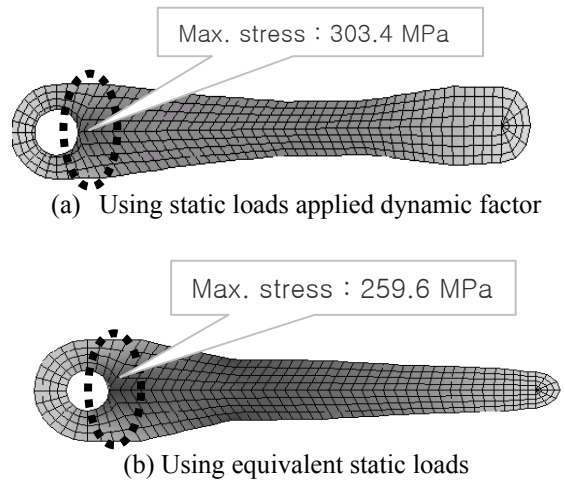 Max. stress : 303.4 MPa
(a) Using static loads applied dynamic factor
Max. stress : 259.6 MPa
(b) Using equivalent static loads